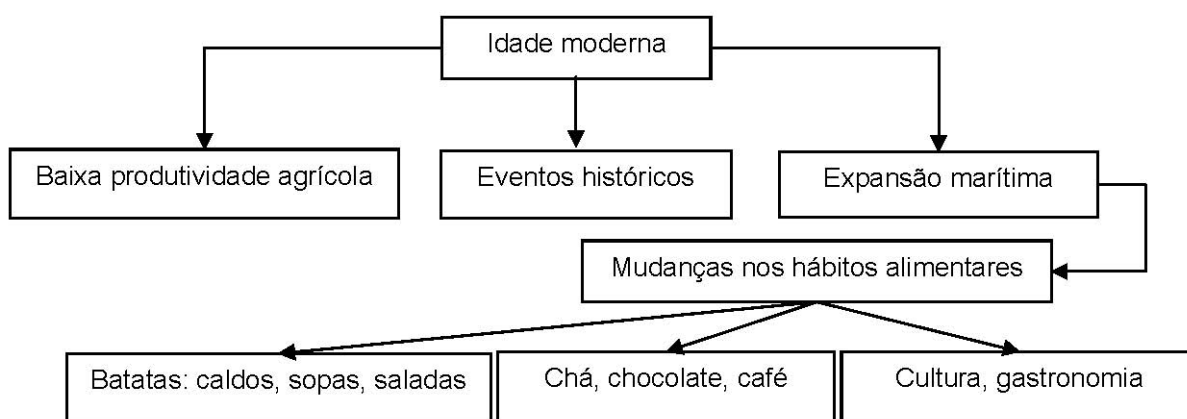 Idade moderna
Baixa produtividade agrícola
Eventos históricos
Expansão marítima
Mudanças nos hábitos alimentares
Batatas: caldos, sopas, saladas
Chá, chocolate, café
Cultura, gastronomia